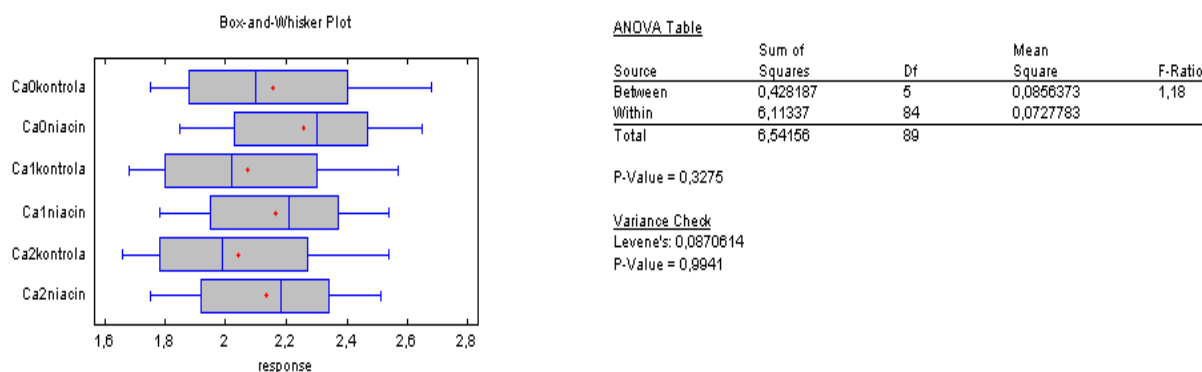 Box-and-Whisker Plot
Ca0kontrola
Ca0niacin
Ca1kontrola
Ca1niacin
Ca2kontrola
Ca2niacin
1,6 1,8 2 2,2 2,4 2,6 2,8
response
ANOVA Table
Sum of Mean
Source Squares Df Square F-Ratio
Between 0,428187 5 0,0856373 1,18
Within 6,11337 84 0,0727783
Total 6,54156 89
P-Value = 0,3275
Variance Check
Levene's: 0,0870614
P-Value = 0,9941